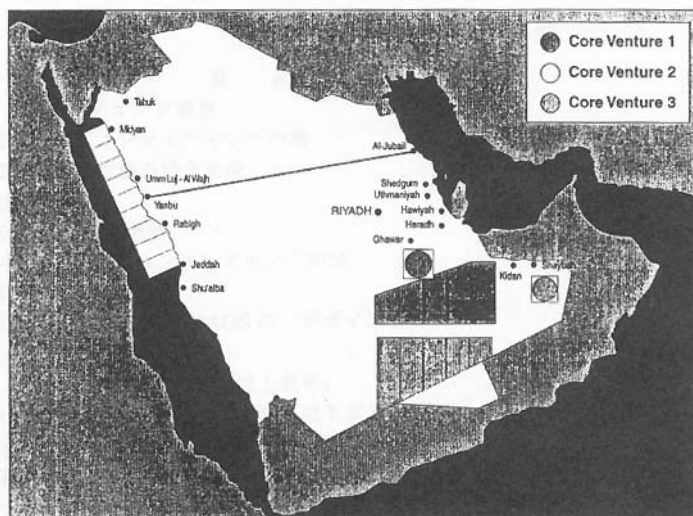 Core Venture 1
Core Venture 2
Core Venture 3
Tabuk
Midyan
Al-Jubail
Umm Luj - Al Wajh
Shedgum
Uthmaniyah
Yanbu
RIYADH
Hawiyah
Rabigh
Haradh
Ghawar
Jeddah
Kidan
Shu'aiba